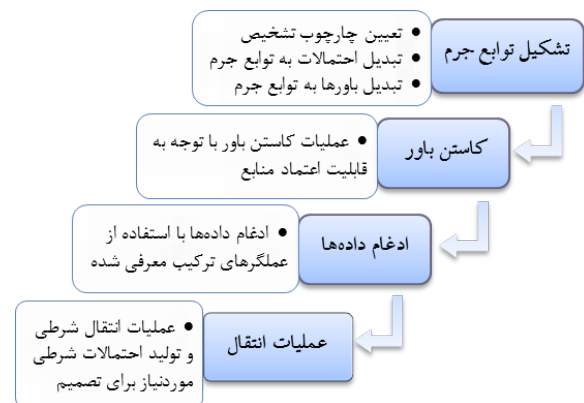 تشکیل توابع جرم
• تعیین چارچوب تشخیص
• تبدیل احتمالات به توابع جرم
• تبدیل باورها به توابع جرم
کاستن باور
• عملیات کاستن باور با توجه به
قابلیت اعتماد منابع
ادغام داده‌ها
• ادغام داده‌ها با استفاده از
عملگرهای ترکیب معرفی شده
عملیات انتقال
• عملیات انتقال شرطی
و تولید احتمالات شرطی
موردنیاز برای تصمیم